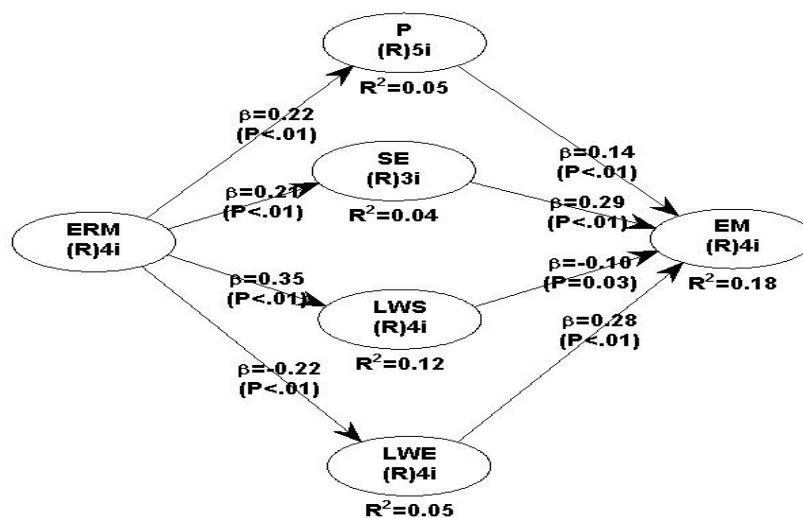 P
(R)5i
R²=0.05
β=0.22
(P<.01)
β=0.14
(P<.01)
SE
(R)3i
R²=0.04
β=0.21
(P<.01)
β=0.29
(P<.01)
ERM
(R)4i
EM
(R)4i
R²=0.18
β=0.35
(P<.01)
β=-0.10
(P=0.03)
LWS
(R)4i
R²=0.12
β=-0.22
(P<.01)
β=0.28
(P<.01)
LWE
(R)4i
R²=0.05